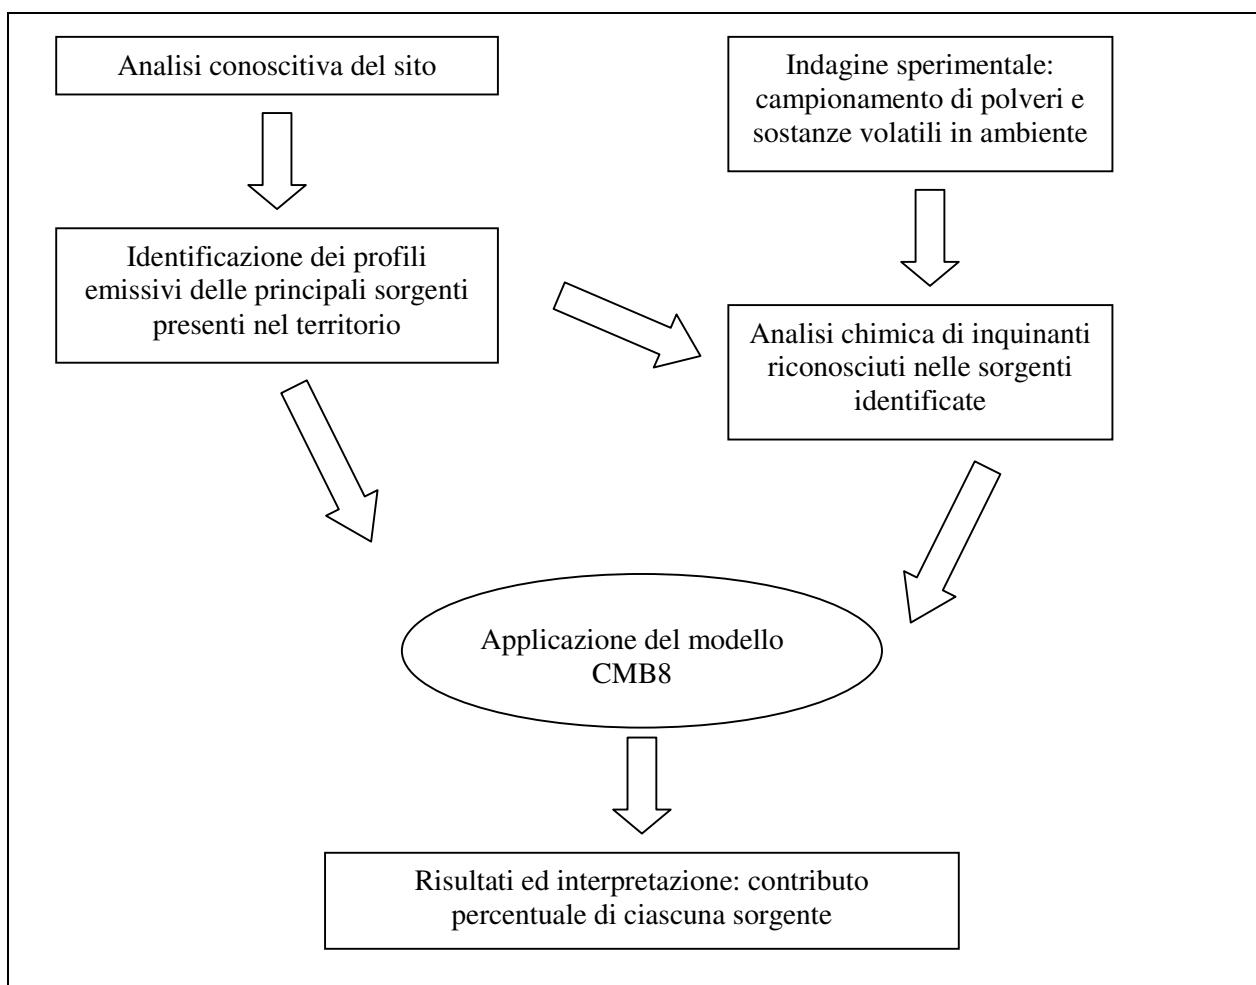 Analisi conoscitiva del sito
Indagine sperimentale:
campionamento di polveri e
sostanze volatili in ambiente
Identificazione dei profili
emissivi delle principali sorgenti
presenti nel territorio
Analisi chimica di inquinanti
riconosciuti nelle sorgenti
identificate
Applicazione del modello
CMB8
Risultati ed interpretazione: contributo
percentuale di ciascuna sorgente